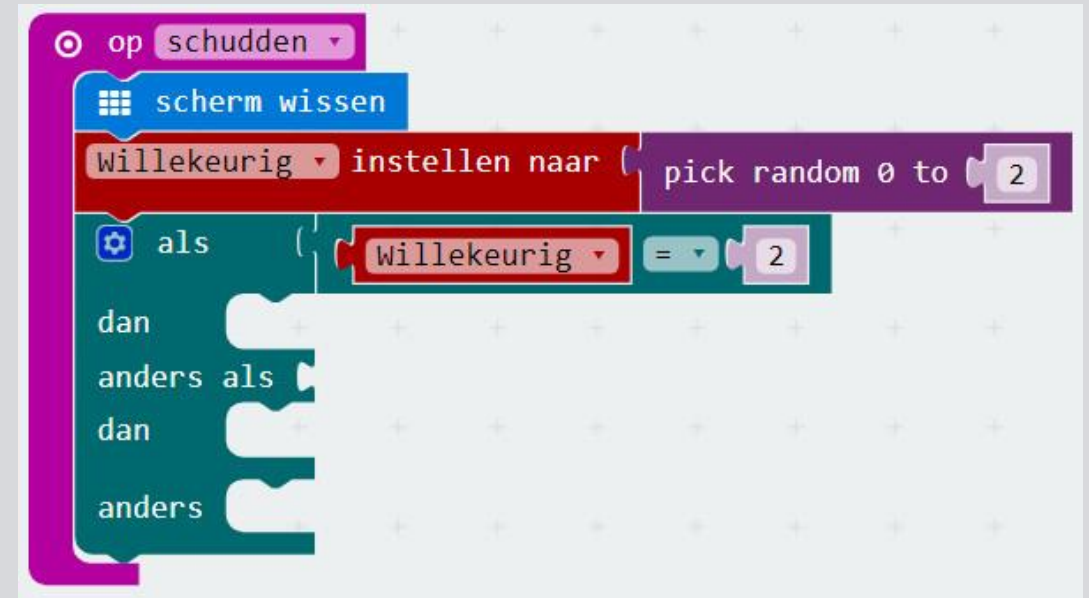 op schudden
scherm wissen
Willekeurig instellen naar pick random 0 to 2
als Willekeurig = 2
dan
anders als
dan
anders